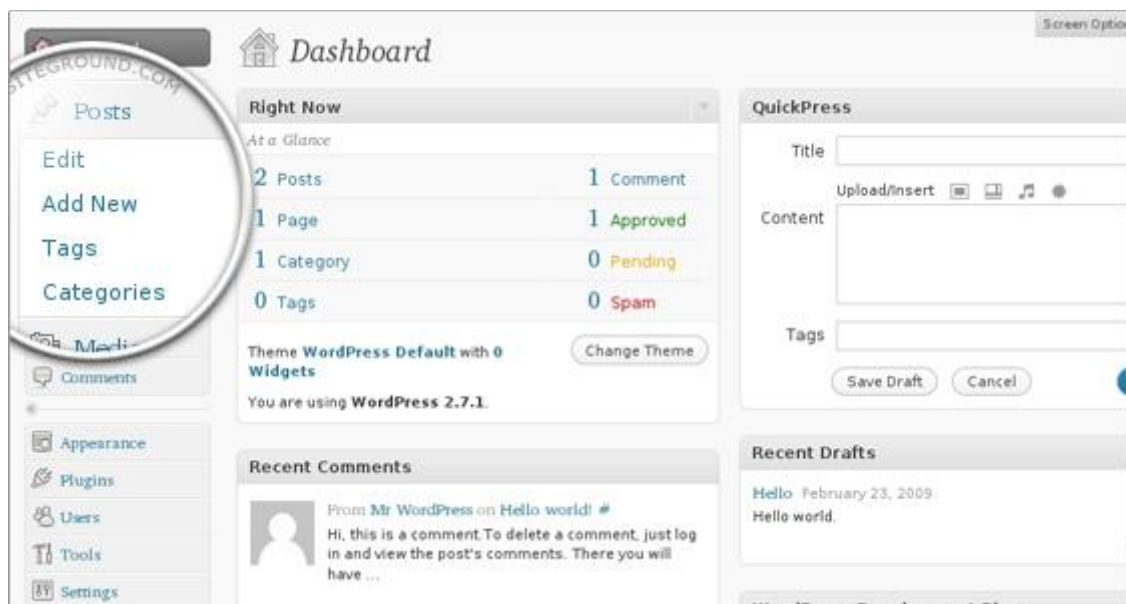 Screen Optio
Dashboard
SITEGROUND.COM
Posts
Edit
Add New
Tags
Categories
Media
Comments
Appearance
Plugins
Users
Tools
Settings
Right Now
At a Glance
2 Posts 1 Comment
1 Page 1 Approved
1 Category 0 Pending
0 Tags 0 Spam
Theme WordPress Default with 0
Widgets
Change Theme
You are using WordPress 2.7.1.
Recent Comments
From Mr WordPress on Hello world! #
Hi, this is a comment.To delete a comment, just log
in and view the post's comments. There you will
have ...
QuickPress
Title
Upload/Insert
Content
Tags
Save Draft Cancel
Recent Drafts
Hello February 23, 2009
Hello world.